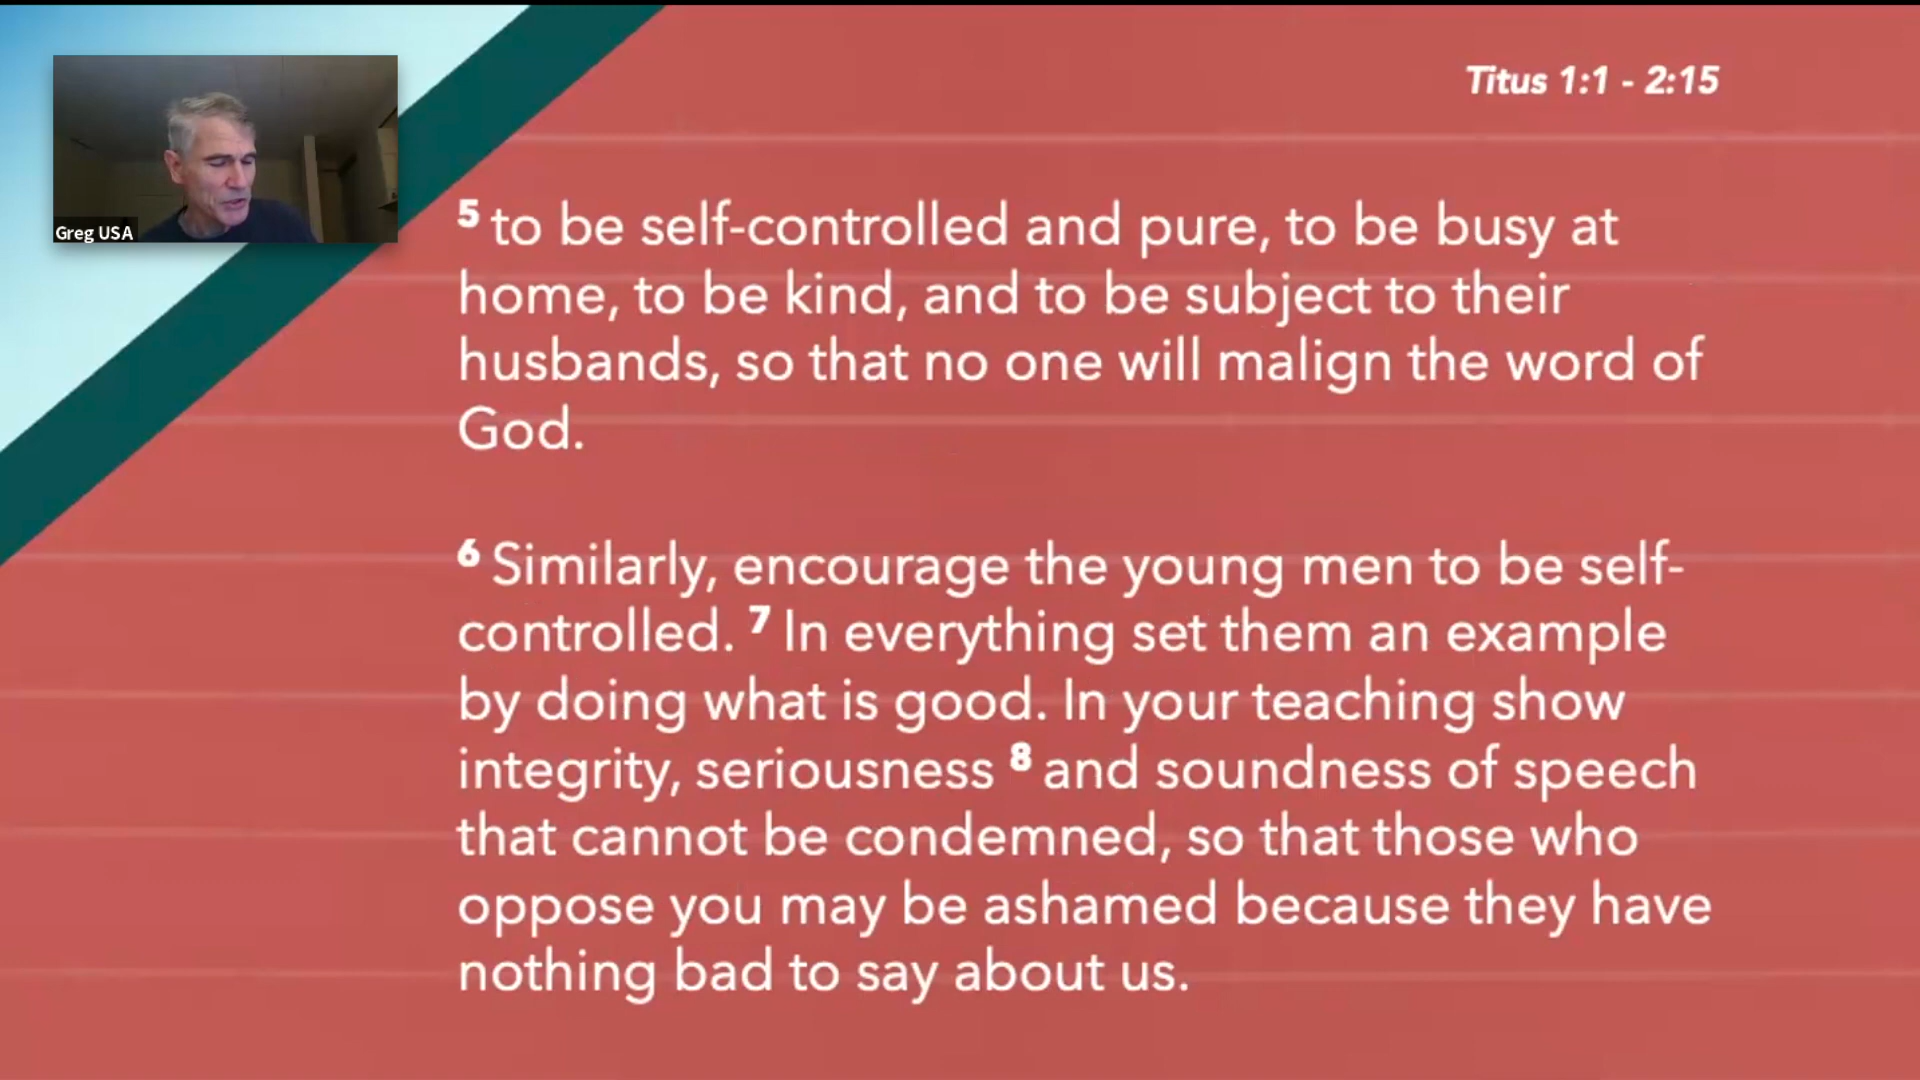 Titus 1:1 - 2:15
Greg USA
5 to be self-controlled and pure, to be busy at
home, to be kind, and to be subject to their
husbands, so that no one will malign the word of
God.
6 Similarly, encourage the young men to be self-
controlled. 7 In everything set them an example
by doing what is good. In your teaching show
integrity, seriousness 8 and soundness of speech
that cannot be condemned, so that those who
oppose you may be ashamed because they have
nothing bad to say about us.